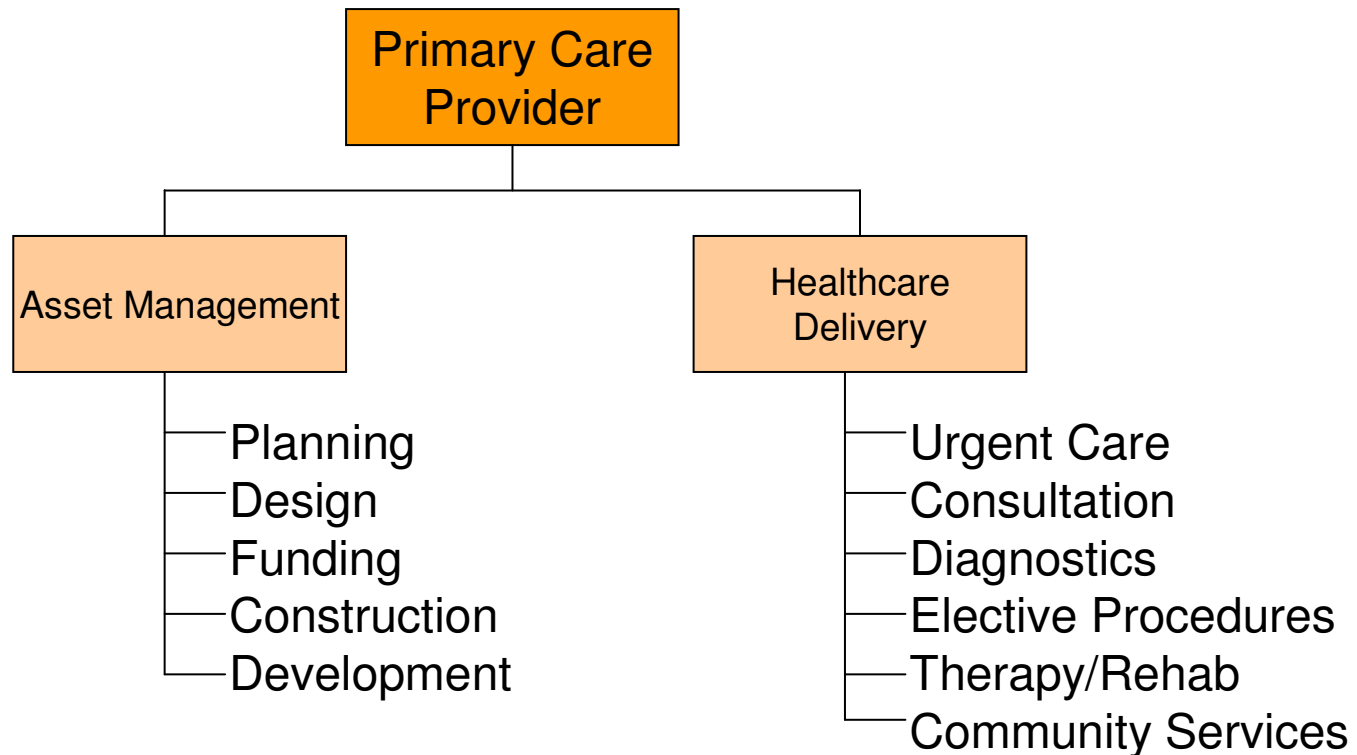 Primary Care
Provider
Asset Management
Healthcare
Delivery
Planning
Design
Funding
Construction
Development
Urgent Care
Consultation
Diagnostics
Elective Procedures
Therapy/Rehab
Community Services